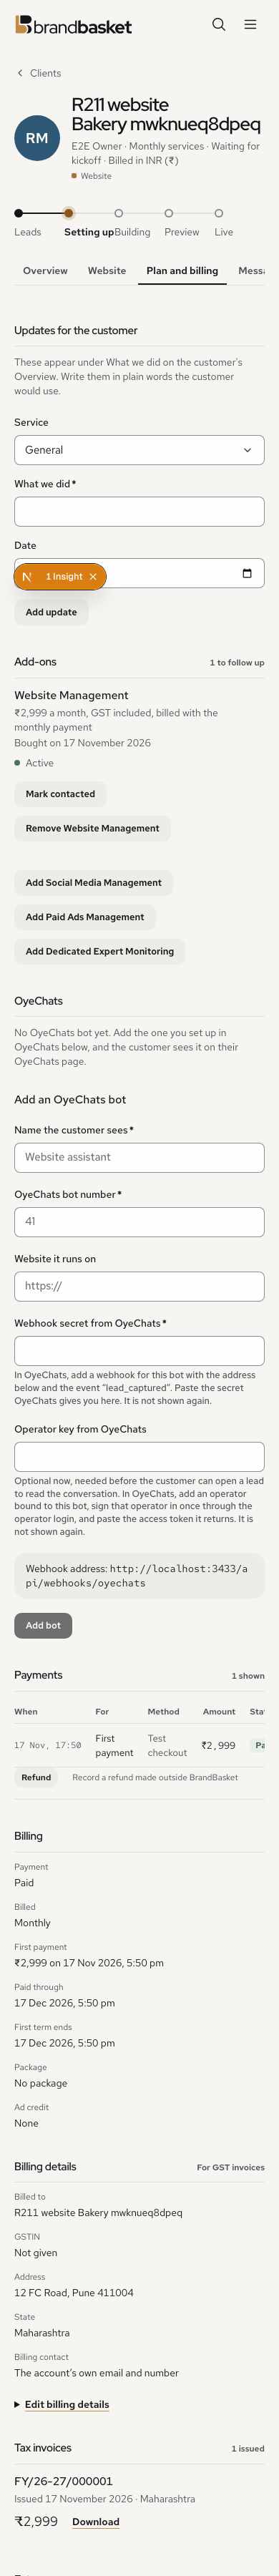 brandbasket
Clients
R211 website
Bakery mwknueq8dpeq
RM
E2E Owner · Monthly services · Waiting for
kickoff · Billed in INR (₹)
Website
Leads Setting up Building Preview Live
Overview Website Plan and billing Messa
Updates for the customer
These appear under What we did on the customer's
Overview. Write them in plain words the customer
would use.
Service
General
What we did *
Date
1 Insight
Add update
Add-ons 1 to follow up
Website Management
₹2,999 a month, GST included, billed with the
monthly payment
Bought on 17 November 2026
Active
Mark contacted
Remove Website Management
Add Social Media Management
Add Paid Ads Management
Add Dedicated Expert Monitoring
OyeChats
No OyeChats bot yet. Add the one you set up in
OyeChats below, and the customer sees it on their
OyeChats page.
Add an OyeChats bot
Name the customer sees *
Website assistant
OyeChats bot number *
41
Website it runs on
https://
Webhook secret from OyeChats *
In OyeChats, add a webhook for this bot with the address
below and the event “lead_captured”. Paste the secret
OyeChats gives you here. It is not shown again.
Operator key from OyeChats
Optional now, needed before the customer can open a lead
to read the conversation. In OyeChats, add an operator
bound to this bot, sign that operator in once through the
operator login, and paste the access token it returns. It is
not shown again.
Webhook address: http://localhost:3433/a
pi/webhooks/oyechats
Add bot
Payments 1 shown
When For Method Amount Sta
17 Nov, 17:50 First payment Test checkout ₹2,999 Pa
Refund Record a refund made outside BrandBasket
Billing
Payment
Paid
Billed
Monthly
First payment
₹2,999 on 17 Nov 2026, 5:50 pm
Paid through
17 Dec 2026, 5:50 pm
First term ends
17 Dec 2026, 5:50 pm
Package
No package
Ad credit
None
Billing details For GST invoices
Billed to
R211 website Bakery mwknueq8dpeq
GSTIN
Not given
Address
12 FC Road, Pune 411004
State
Maharashtra
Billing contact
The account's own email and number
Edit billing details
Tax invoices 1 issued
FY/26-27/000001
Issued 17 November 2026 · Maharashtra
₹2,999 Download